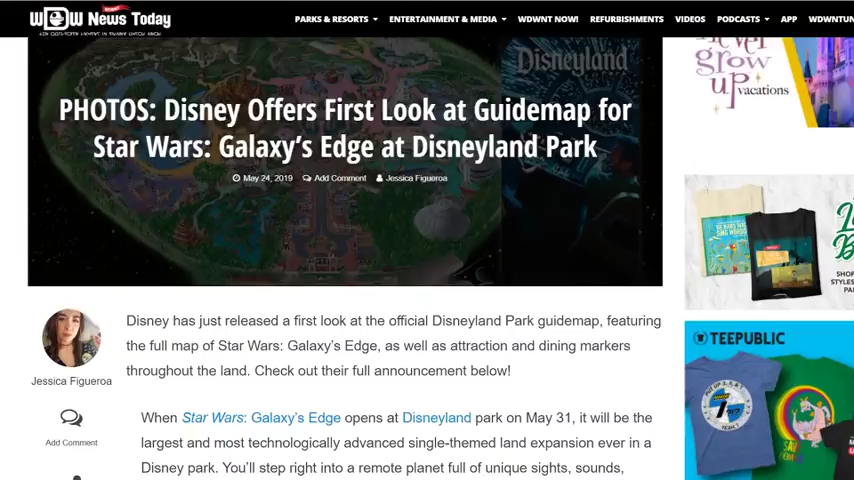 WDW News Today
PARKS & RESORTS
ENTERTAINMENT & MEDIA
WDWNT NOW!
REFURBISHMENTS
VIDEOS
PODCASTS
APP
WDWNTUN
Disneyland
PHOTOS: Disney Offers First Look at Guidemap for
Star Wars: Galaxy's Edge at Disneyland Park
May 24, 2019 Add Comment Jessica Figueroa
never
grow
up
vacations
SHOP
STYLES
PA
Jessica Figueroa
Add Comment
Disney has just released a first look at the official Disneyland Park guidemap, featuring
the full map of Star Wars: Galaxy's Edge, as well as attraction and dining markers
throughout the land. Check out their full announcement below!
When Star Wars: Galaxy's Edge opens at Disneyland park on May 31, it will be the
largest and most technologically advanced single-themed land expansion ever in a
Disney park. You'll step right into a remote planet full of unique sights, sounds,
TEEPUBLIC